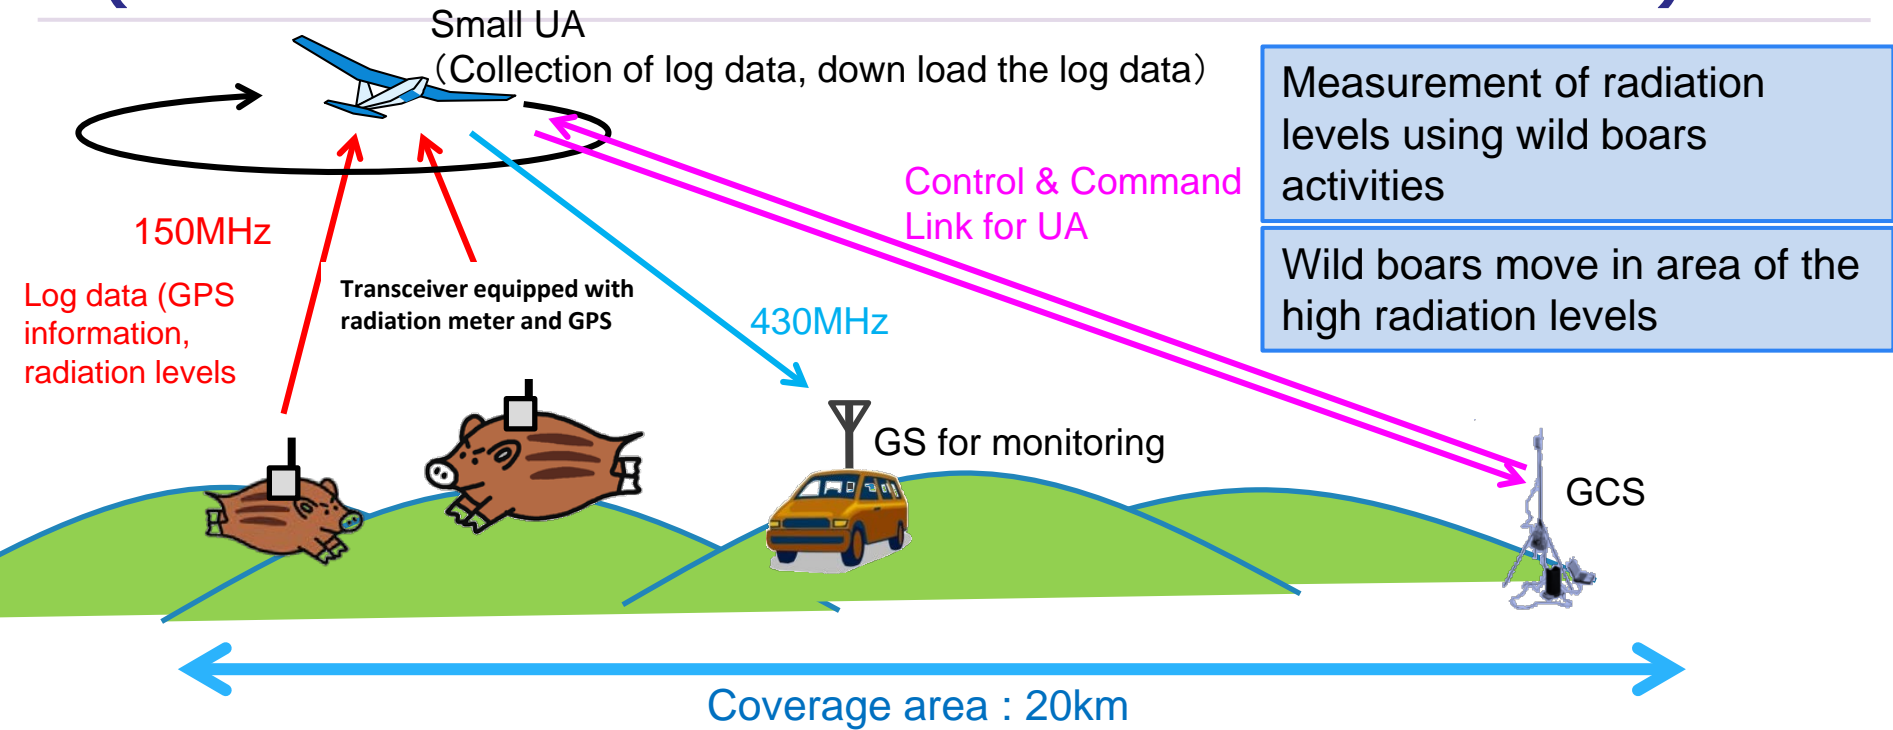 Small UA
（Collection of log data, down load the log data）
Measurement of radiation
levels using wild boars
activities
Control & Command
Link for UA
150MHz
Wild boars move in area of the
high radiation levels
Log data (GPS
information,
radiation levels
Transceiver equipped with
radiation meter and GPS
430MHz
GS for monitoring
GCS
Coverage area : 20km